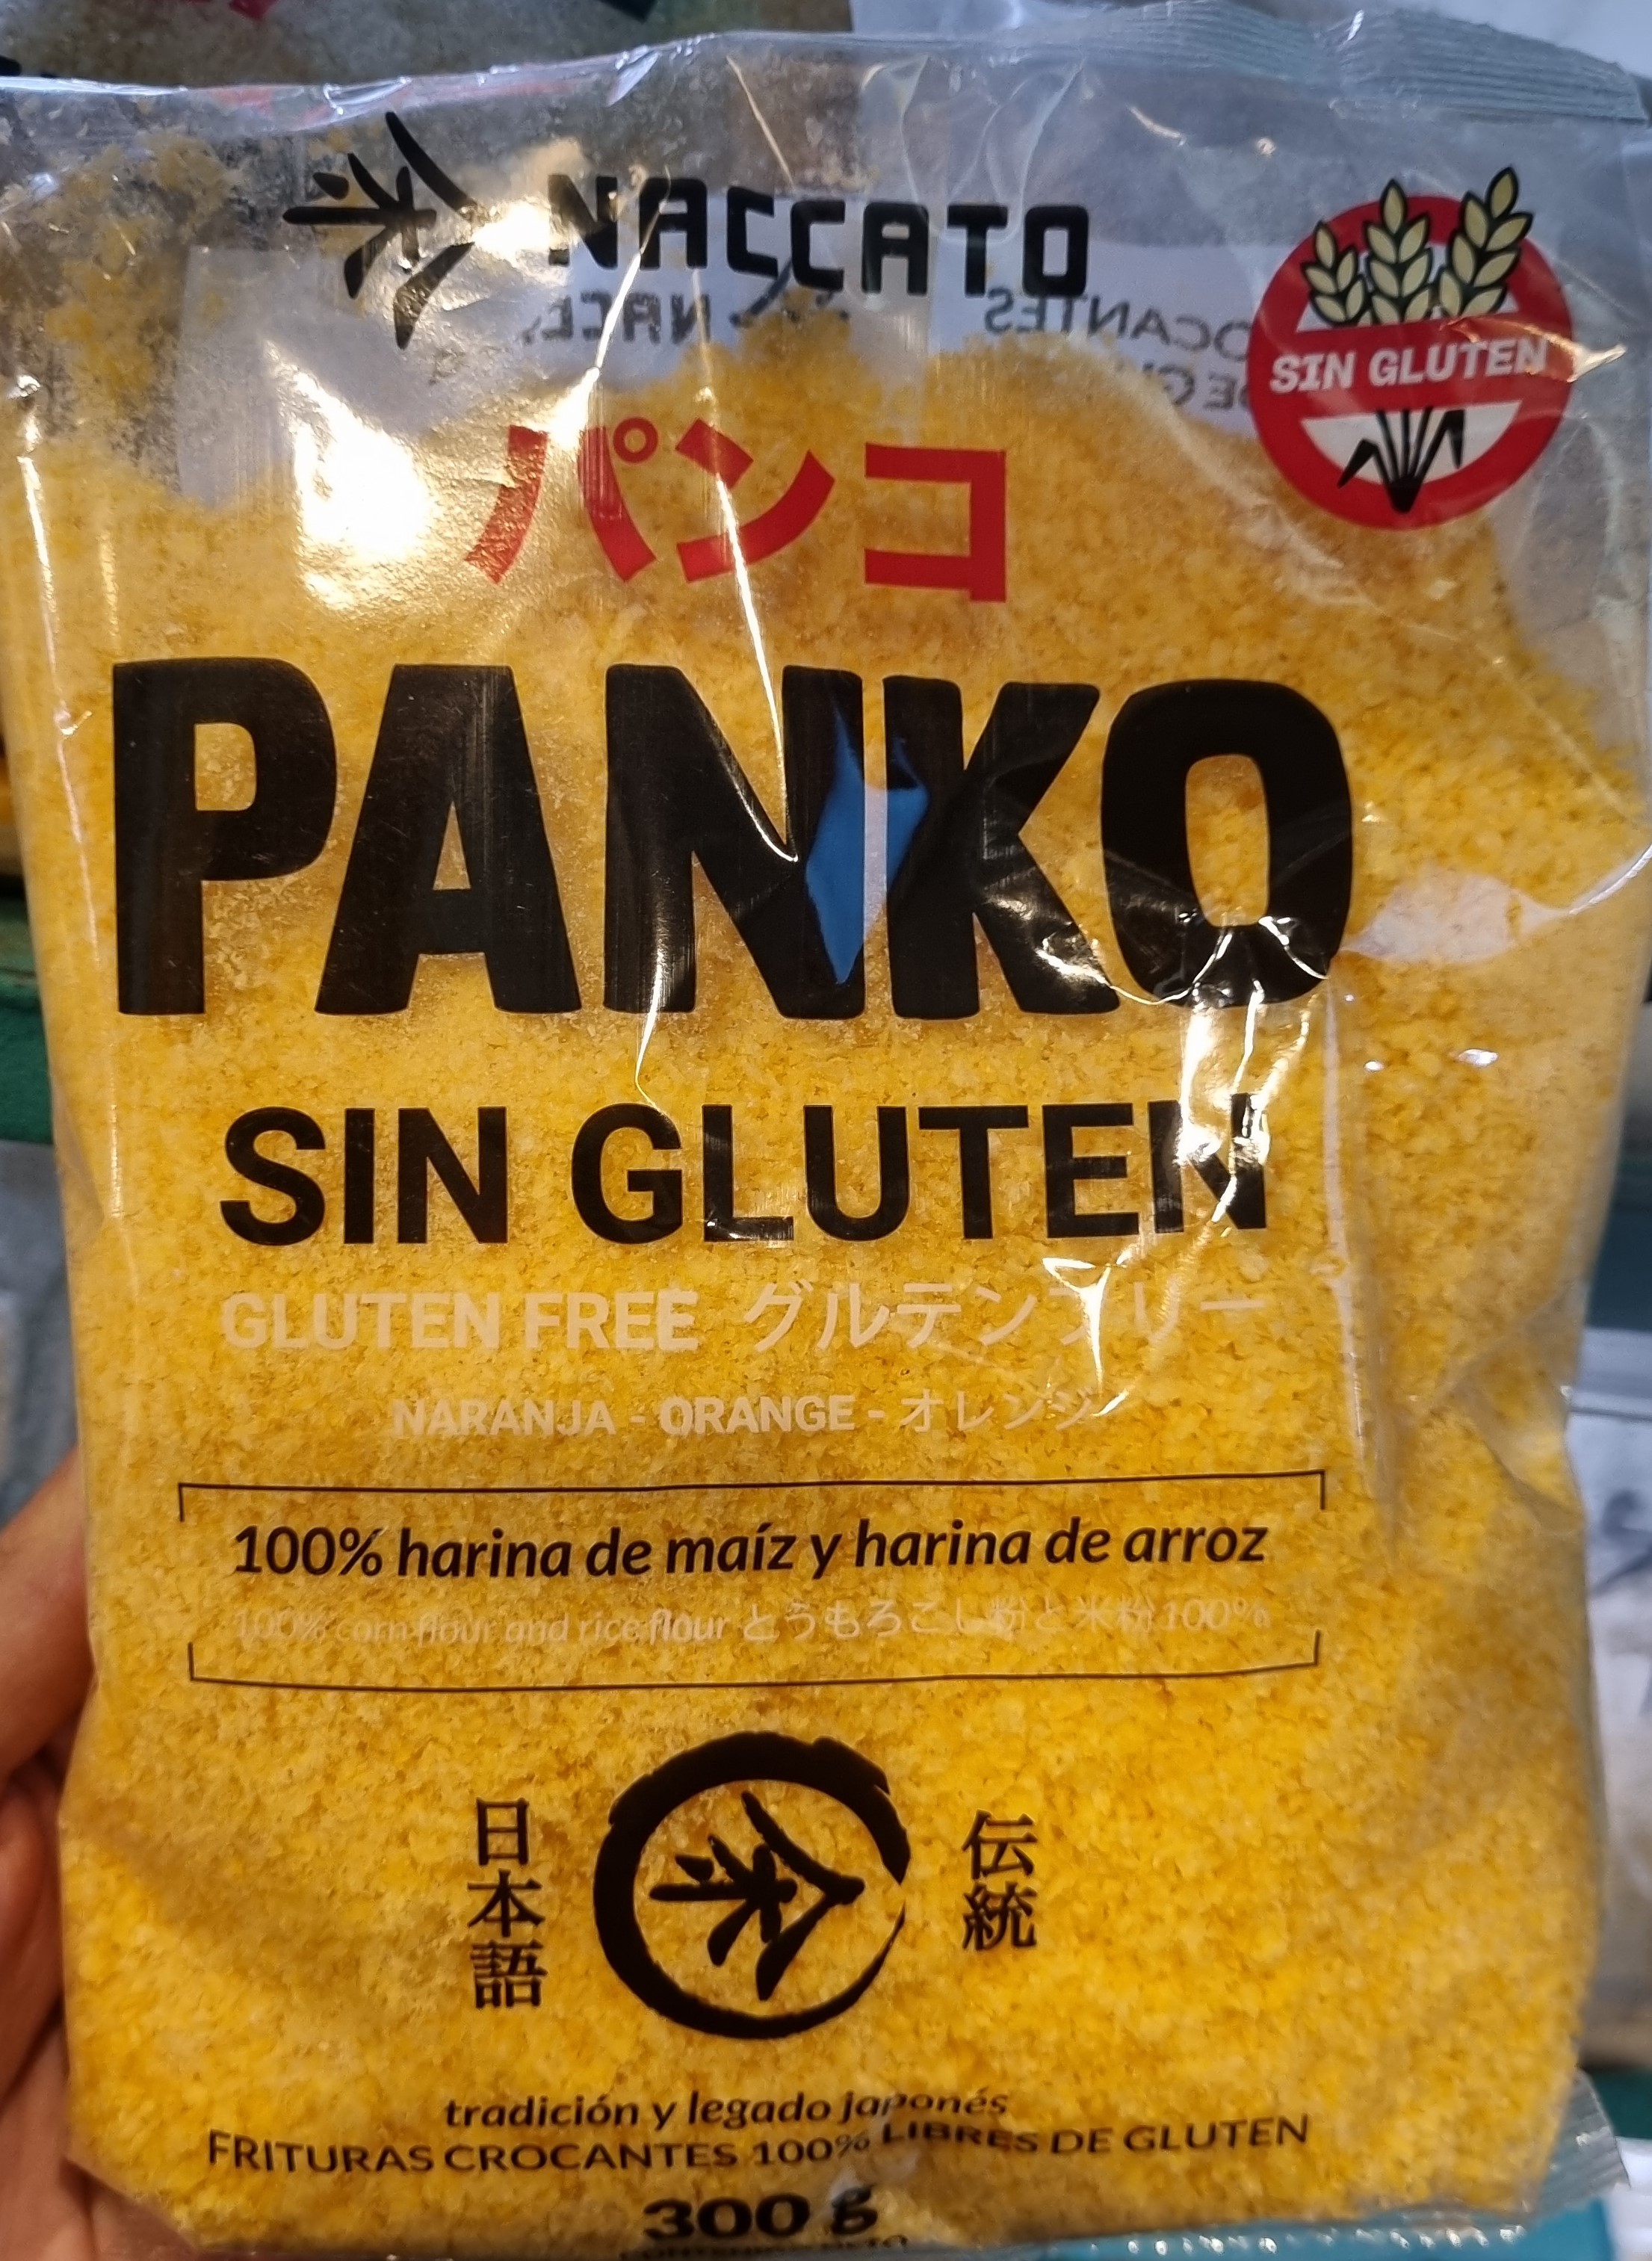 NACCATO
SIN GLUTEN
パンコ
PANKO
SIN GLUTEN
GLUTEN FREE グルテンフリー
NARANJA - ORANGE - オレンジ
100% harina de maíz y harina de arroz
100% corn flour and rice flour とうもろこし粉と米粉100%
日本語
伝統
tradición y legado japonés
FRITURAS CROCANTES 100% LIBRES DE GLUTEN
300 g